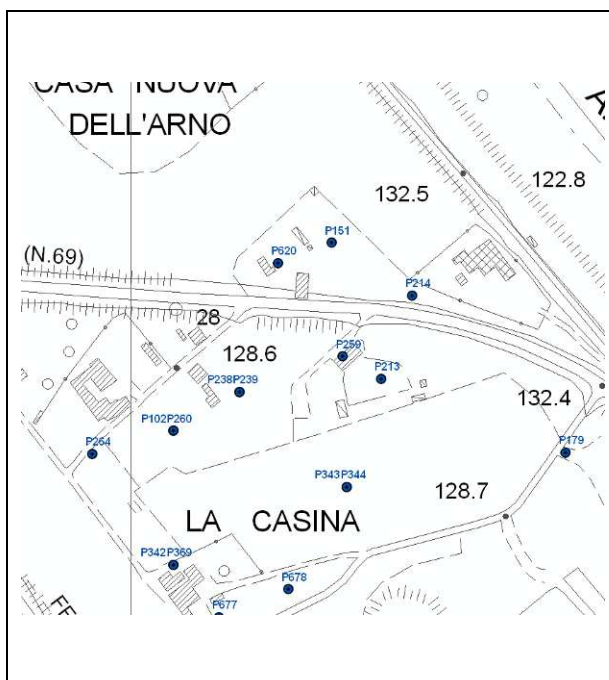 CASA NUOVA
DELL'ARNO
132.5
122.8
P151
(N.69)
P620
P214
28
128.6
P259
P213
P238P239
132.4
P102P260
P264
P179
P343P344
128.7
LA CASINA
P342P369
P678
P677